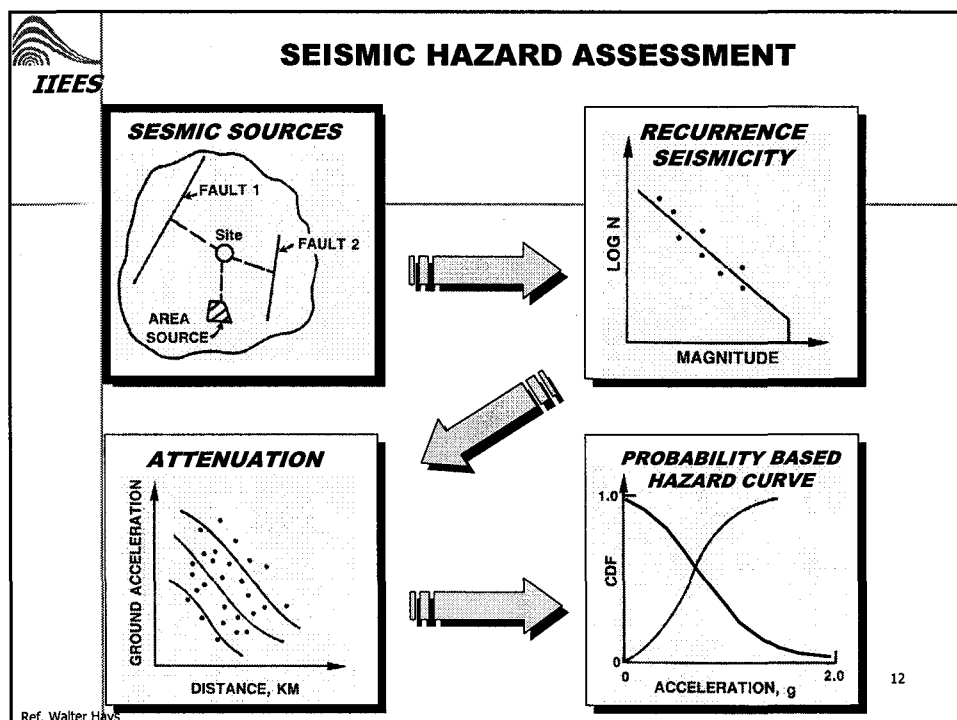 IIEES
SEISMIC HAZARD ASSESSMENT
SESMIC SOURCES
FAULT 1
Site
FAULT 2
AREA
SOURCE
RECURRENCE
SEISMICITY
LOG N
MAGNITUDE
ATTENUATION
GROUND ACCELERATION
DISTANCE, KM
PROBABILITY BASED
HAZARD CURVE
1.0
CDF
0
0
2.0
ACCELERATION, g
12
Ref. Walter Hays